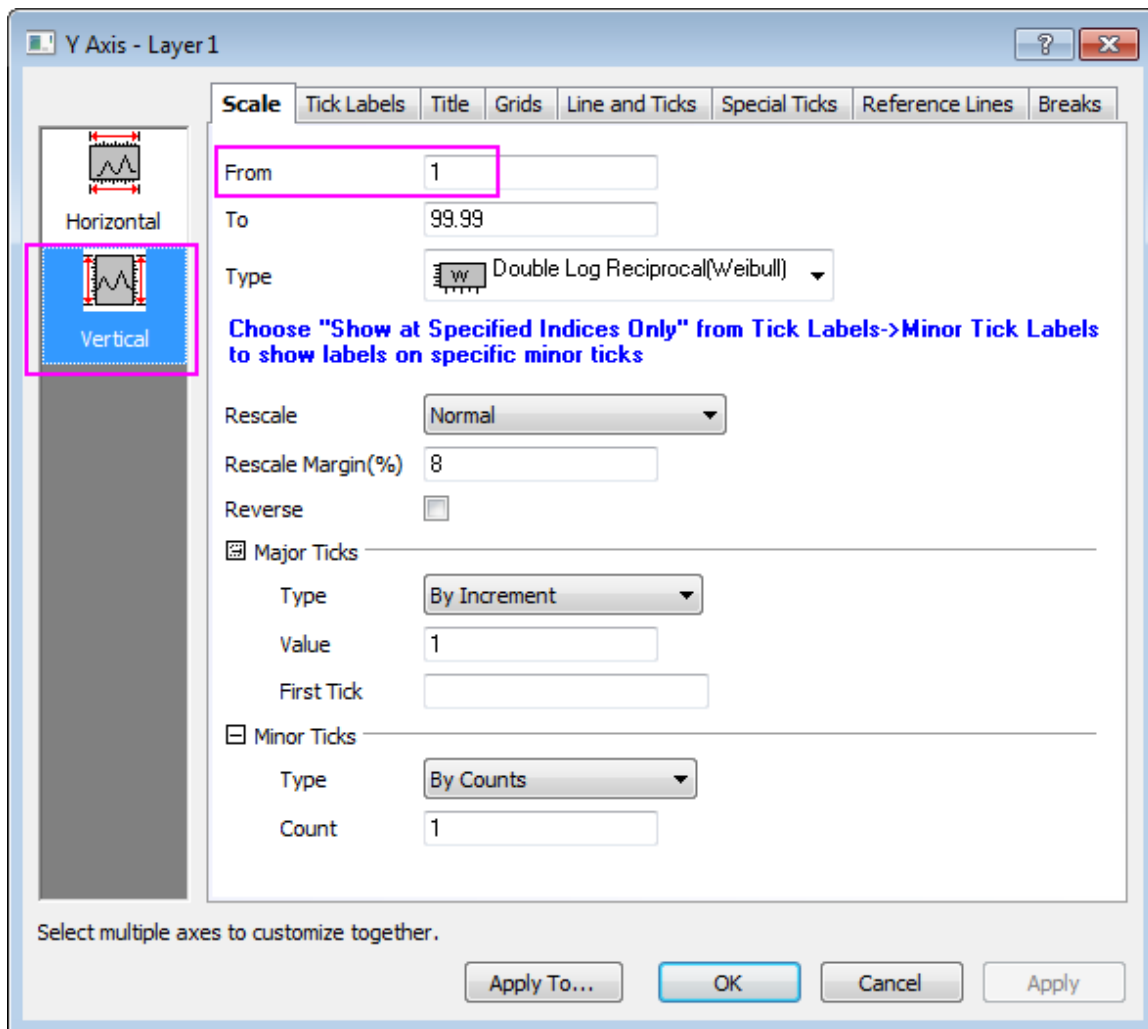 Y Axis - Layer 1
Scale Tick Labels Title Grids Line and Ticks Special Ticks Reference Lines Breaks
Horizontal
Vertical
From 1
To 99.99
Type W Double Log Reciprocal(Weibull)
Choose "Show at Specified Indices Only" from Tick Labels->Minor Tick Labels
to show labels on specific minor ticks
Rescale Normal
Rescale Margin(%) 8
Reverse
Major Ticks
Type By Increment
Value 1
First Tick
Minor Ticks
Type By Counts
Count 1
Select multiple axes to customize together.
Apply To... OK Cancel Apply